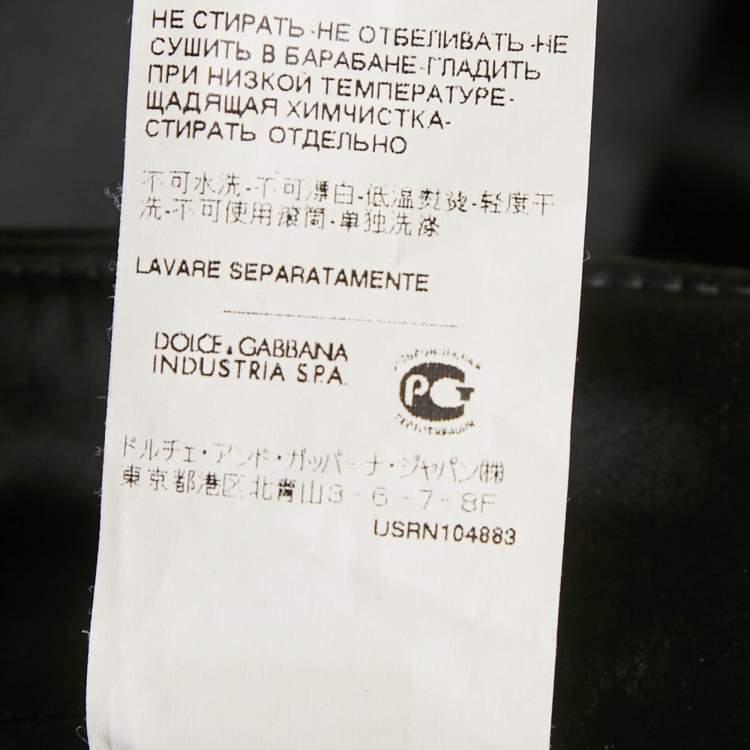 НЕ СТИРАТЬ-НЕ ОТБЕЛИВАТЬ-НЕ
СУШИТЬ В БАРАБАНЕ-ГЛАДИТЬ
ПРИ НИЗКОЙ ТЕМПЕРАТУРЕ-
ЩАДЯЩАЯ ХИМЧИСТКА-
СТИРАТЬ ОТДЕЛЬНО
不可水洗-不可漂白-低温熨烫-轻度干
洗-不可使用滚筒-单独洗涤
LAVARE SEPARATAMENTE
DOLCE & GABBANA
INDUSTRIA S.P.A.
ДОБРОВОЛЬНАЯ
РСТ
СЕРТИФИКАЦИЯ
ドルチェ・アンド・ガッバーナ・ジャパン㈱
東京都港区北青山3-6-7-8F
USRN104883